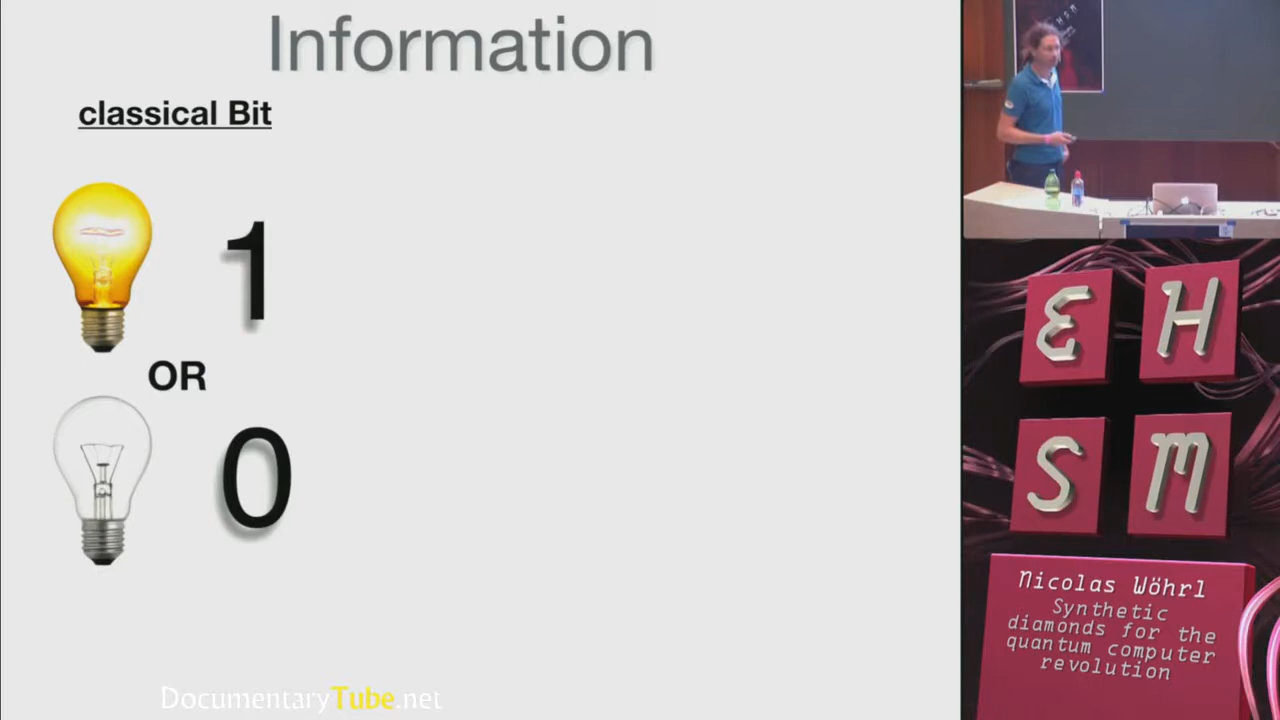 Information
classical Bit
1
OR
0
DocumentaryTube.net
E H
S M
Nicolas Wöhrl
Synthetic
diamonds for the
quantum computer
revolution